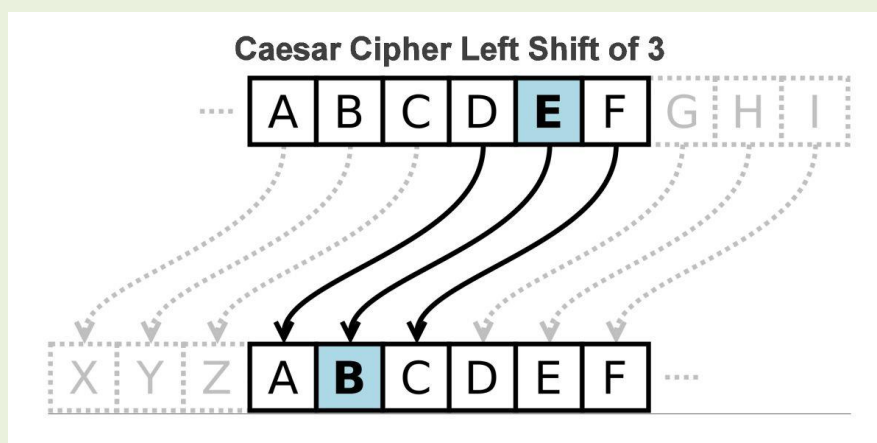 Caesar Cipher Left Shift of 3
A B C D E F G H I
X Y Z A B C D E F